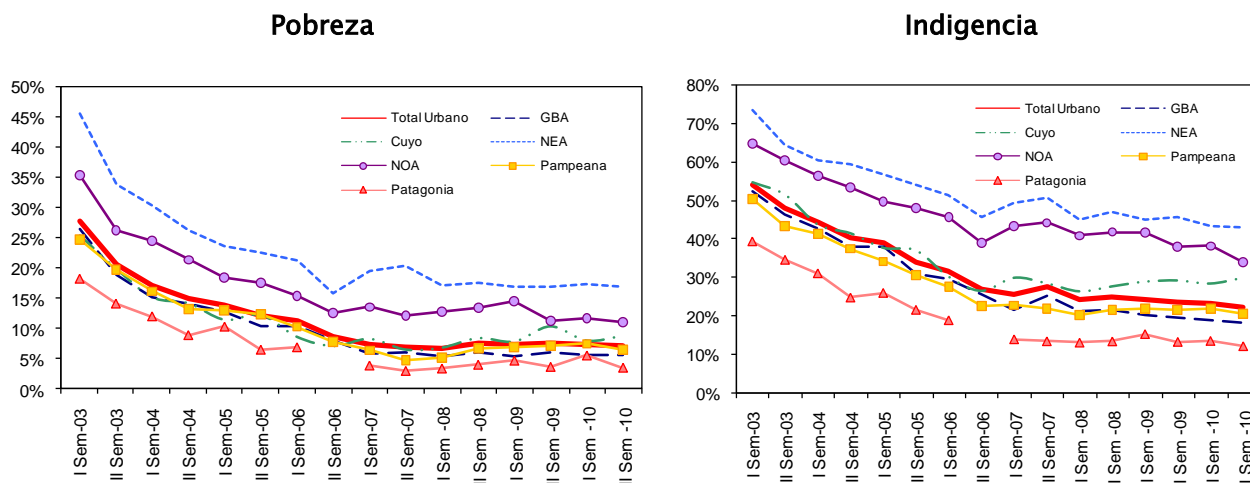 Pobreza
50%
45%
40%
35%
30%
25%
20%
15%
10%
5%
0%
Total Urbano
GBA
Cuyo
NEA
NOA
Pampeana
Patagonia
I Sem-03
II Sem-03
I Sem-04
II Sem-04
I Sem-05
II Sem-05
I Sem-06
II Sem-06
I Sem-07
II Sem-07
I Sem -08
II Sem -08
I Sem -09
II Sem -09
I Sem -10
II Sem -10
Indigencia
80%
70%
60%
50%
40%
30%
20%
10%
0%
Total Urbano
GBA
Cuyo
NEA
NOA
Pampeana
Patagonia
I Sem-03
II Sem-03
I Sem-04
II Sem-04
I Sem-05
II Sem-05
I Sem-06
II Sem-06
I Sem-07
II Sem-07
I Sem -08
II Sem -08
I Sem -09
II Sem -09
I Sem -10
I Sem -10